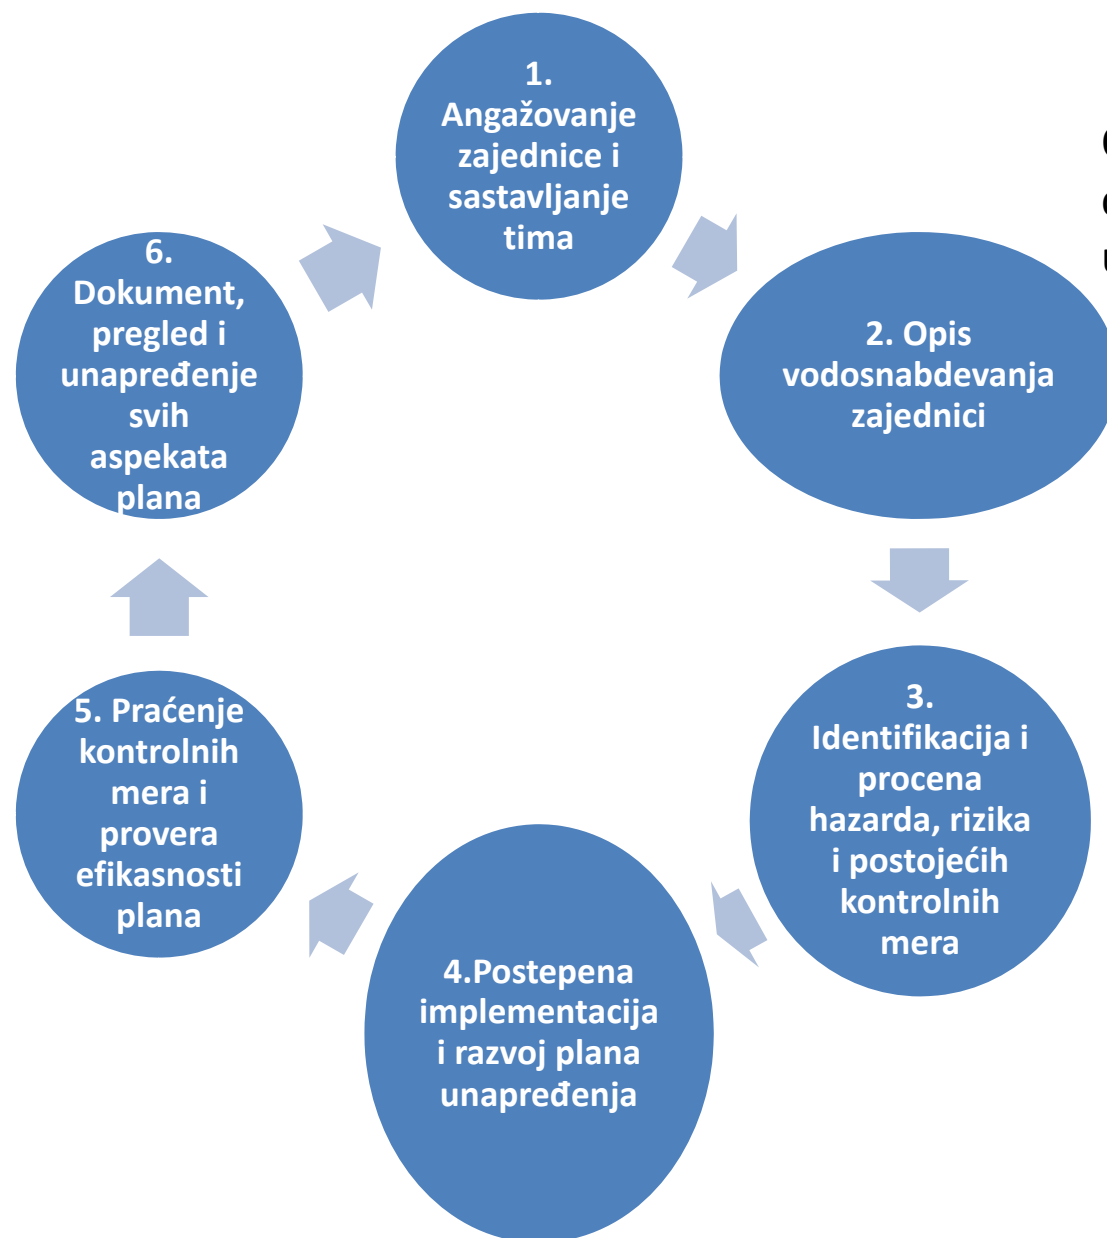 1.
Angažovanje
zajednice i
sastavljanje
tima
2. Opis
vodosnabdevanja
zajednici
3.
Identifikacija i
procena
hazarda, rizika
i postojećih
kontrolnih
mera
4.Postepena
implementacija
i razvoj plana
unapređenja
5. Praćenje
kontrolnih
mera i
provera
efikasnosti
plana
6.
Dokument,
pregled i
unapređenje
svih
aspekata
plana